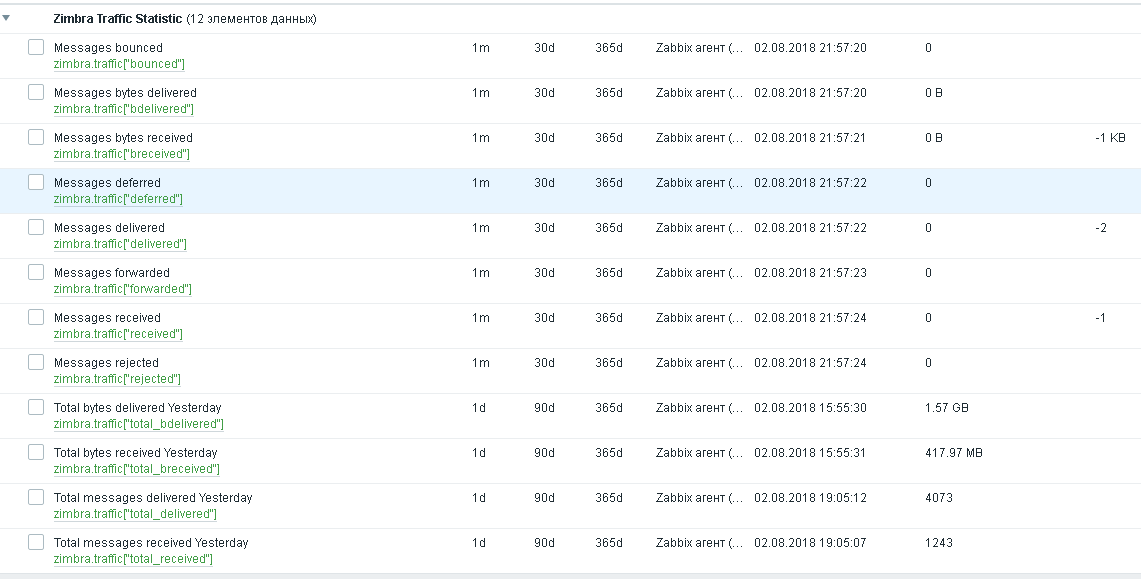 Zimbra Traffic Statistic (12 элементов данных)
Messages bounced 1m 30d 365d Zabbix агент (... 02.08.2018 21:57:20 0
zimbra.traffic["bounced"]
Messages bytes delivered 1m 30d 365d Zabbix агент (... 02.08.2018 21:57:20 0 B
zimbra.traffic["bdelivered"]
Messages bytes received 1m 30d 365d Zabbix агент (... 02.08.2018 21:57:21 0 B -1 KB
zimbra.traffic["breceived"]
Messages deferred 1m 30d 365d Zabbix агент (... 02.08.2018 21:57:22 0
zimbra.traffic["deferred"]
Messages delivered 1m 30d 365d Zabbix агент (... 02.08.2018 21:57:22 0 -2
zimbra.traffic["delivered"]
Messages forwarded 1m 30d 365d Zabbix агент (... 02.08.2018 21:57:23 0
zimbra.traffic["forwarded"]
Messages received 1m 30d 365d Zabbix агент (... 02.08.2018 21:57:24 0 -1
zimbra.traffic["received"]
Messages rejected 1m 30d 365d Zabbix агент (... 02.08.2018 21:57:24 0
zimbra.traffic["rejected"]
Total bytes delivered Yesterday 1d 90d 365d Zabbix агент (... 02.08.2018 15:55:30 1.57 GB
zimbra.traffic["total_bdelivered"]
Total bytes received Yesterday 1d 90d 365d Zabbix агент (... 02.08.2018 15:55:31 417.97 MB
zimbra.traffic["total_breceived"]
Total messages delivered Yesterday 1d 90d 365d Zabbix агент (... 02.08.2018 19:05:12 4073
zimbra.traffic["total_delivered"]
Total messages received Yesterday 1d 90d 365d Zabbix агент (... 02.08.2018 19:05:07 1243
zimbra.traffic["total_received"]